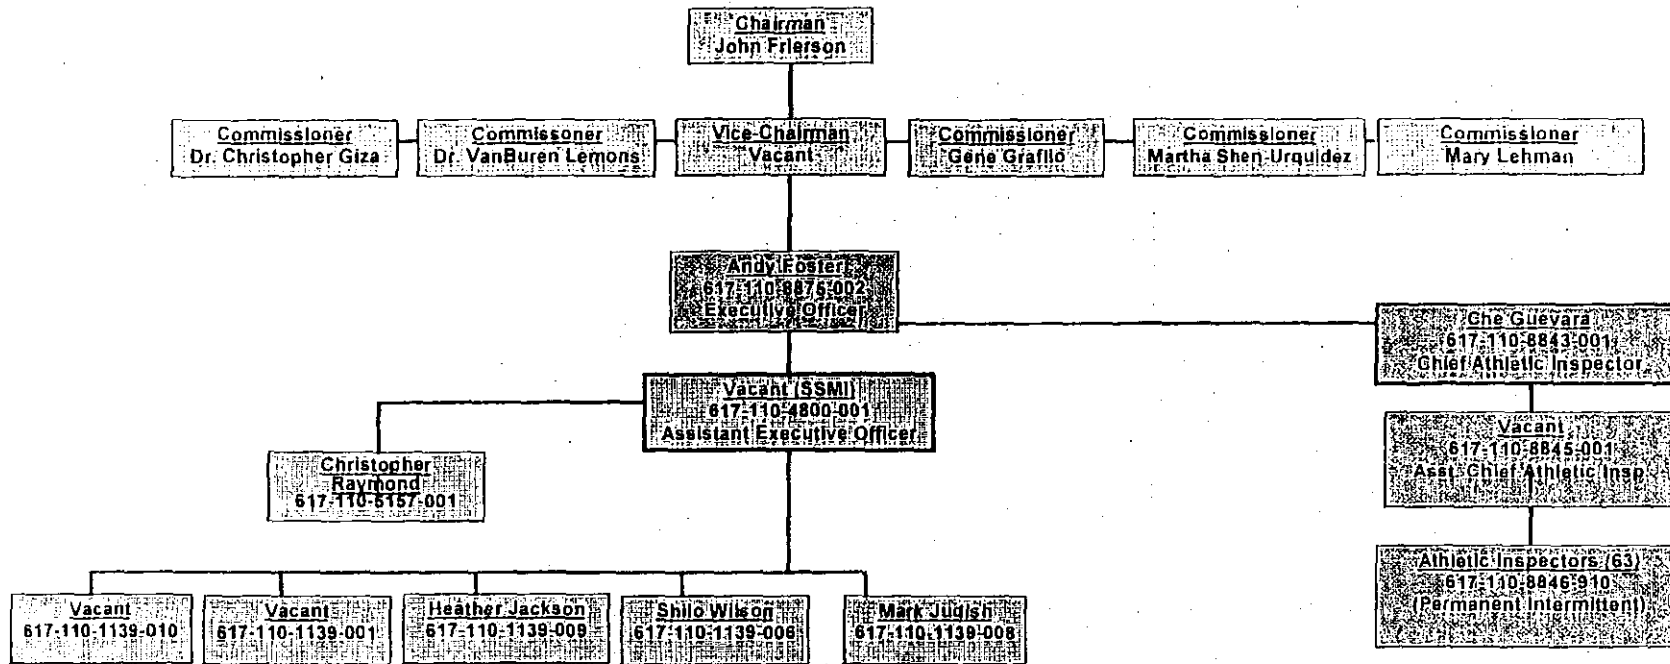 Chairman
John Frierson
Commissioner
Dr. Christopher Giza
Commissoner
Dr. VanBuren Lemons
Vice-Chairman
Vacant
Commissioner
Gene Grafilo
Commissioner
Martha Shen-Urquidez
Commissioner
Mary Lehman
Andy Foster
617-110-8875-002
Executive Officer
Che Guevara
617-110-8843-001
Chief Athletic Inspector
Vacant (SSMI)
617-110-4800-001
Assistant Executive Officer
Vacant
617-110-8845-001
Asst. Chief Athletic Insp
Christopher
Raymond
617-110-5157-001
Athletic Inspectors (63)
617-110-8846-910
(Permanent Intermittent)
Vacant
617-110-1139-010
Vacant
617-110-1139-001
Heather Jackson
617-110-1139-009
Shilo Wilson
617-110-1139-006
Mark Judish
617-110-1139-008